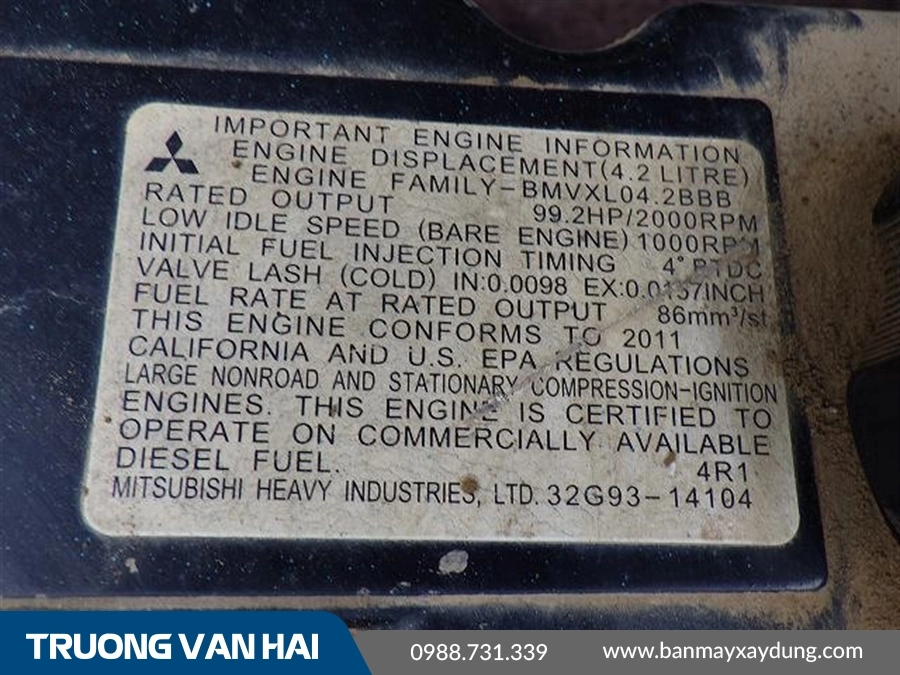 IMPORTANT ENGINE INFORMATION
ENGINE DISPLACEMENT(4.2 LITRE)
ENGINE FAMILY-BMVXL04.2BBB
RATED OUTPUT 99.2HP/2000RPM
LOW IDLE SPEED (BARE ENGINE) 1000RPM
INITIAL FUEL INJECTION TIMING 4° BTDC
VALVE LASH (COLD) IN:0.0098 EX:0.0137INCH
FUEL RATE AT RATED OUTPUT 86mm³/st
THIS ENGINE CONFORMS TO 2011
CALIFORNIA AND U.S. EPA REGULATIONS
LARGE NONROAD AND STATIONARY COMPRESSION-IGNITION
ENGINES. THIS ENGINE IS CERTIFIED TO
OPERATE ON COMMERCIALLY AVAILABLE
DIESEL FUEL. 4R1
MITSUBISHI HEAVY INDUSTRIES, LTD. 32G93-14104
TRUONG VAN HAI
0988.731.339
www.banmayxaydung.com